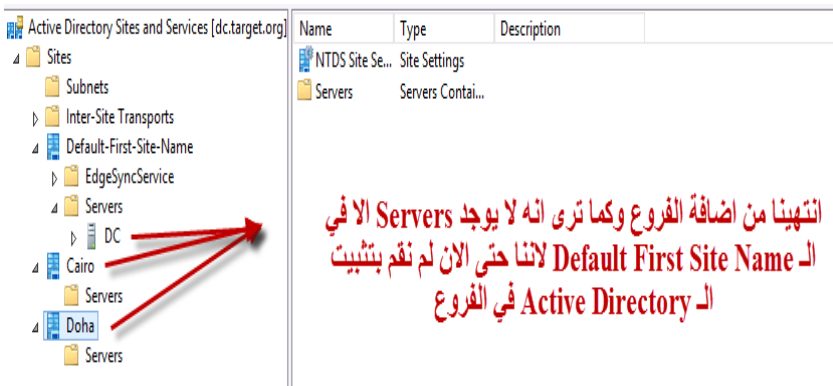 Active Directory Sites and Services [dc.target.org]
Sites
Subnets
Inter-Site Transports
Default-First-Site-Name
EdgeSyncService
Servers
DC
Cairo
Servers
Doha
Servers
Name Type Description
NTDS Site Se... Site Settings
Servers Servers Contai...
انتهينا من اضافة الفروع وكما ترى انه لا يوجد Servers الا في
الـ Default First Site Name لاننا حتى الان لم نقم بتثبيت
الـ Active Directory في الفروع